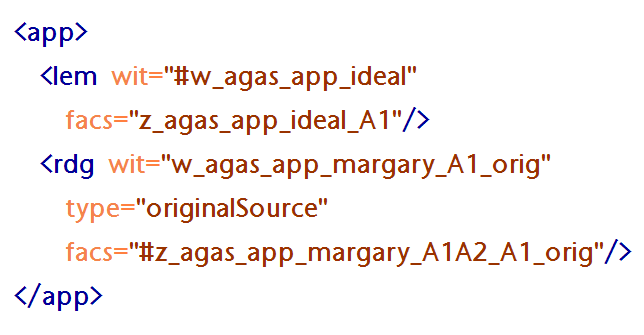 <app>
<lem wit="#w_agas_app_ideal"
facs="z_agas_app_ideal_A1"/>
<rdg wit="w_agas_app_margary_A1_orig"
type="originalSource"
facs="#z_agas_app_margary_A1A2_A1_orig"/>
</app>